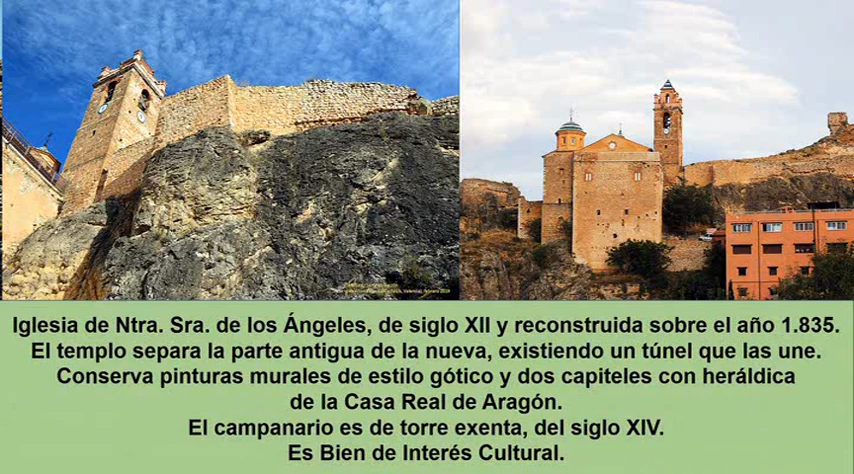 Iglesia de Ntra. Sra. de los Ángeles, de siglo XII y reconstruida sobre el año 1.835.
El templo separa la parte antigua de la nueva, existiendo un túnel que las une.
Conserva pinturas murales de estilo gótico y dos capiteles con heráldica
de la Casa Real de Aragón.
El campanario es de torre exenta, del siglo XIV.
Es Bien de Interés Cultural.